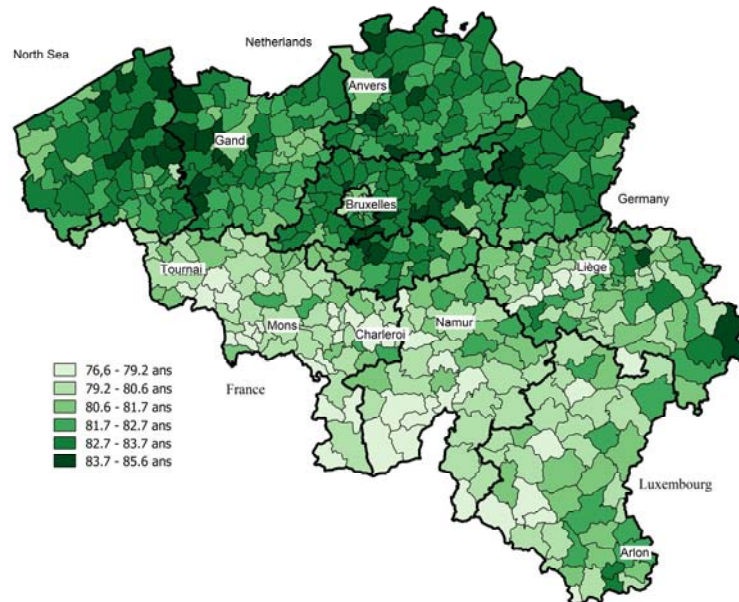 Netherlands
North Sea
Anvers
Gand
Germany
Bruxelles
Liège
Tournai
Mons
Charleroi
Namur
76,6 - 79.2 ans
79.2 - 80.6 ans
80.6 - 81.7 ans
81.7 - 82.7 ans
82.7 - 83.7 ans
83.7 - 85.6 ans
France
Luxembourg
Arlon